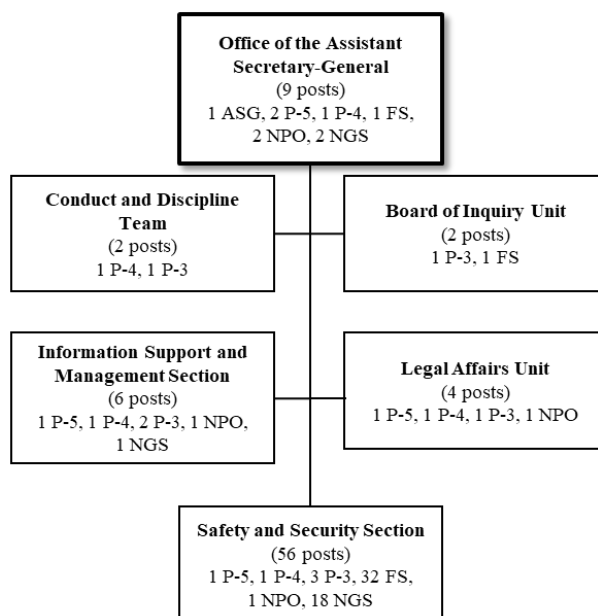 Office of the Assistant
Secretary-General
(9 posts)
1 ASG, 2 P-5, 1 P-4, 1 FS,
2 NPO, 2 NGS
Conduct and Discipline
Team
(2 posts)
1 P-4, 1 P-3
Board of Inquiry Unit
(2 posts)
1 P-3, 1 FS
Information Support and
Management Section
(6 posts)
1 P-5, 1 P-4, 2 P-3, 1 NPO,
1 NGS
Legal Affairs Unit
(4 posts)
1 P-5, 1 P-4, 1 P-3, 1 NPO
Safety and Security Section
(56 posts)
1 P-5, 1 P-4, 3 P-3, 32 FS,
1 NPO, 18 NGS